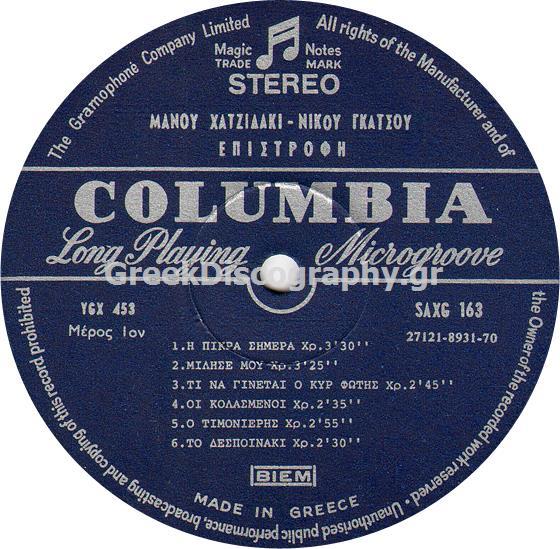 The Gramophone Company Limited
All rights of the Manufacturer and of
the Owner of the recorded work reserved • Unauthorised public performance, broadcasting and copying of this record prohibited
Magic Notes
TRADE MARK
STEREO
ΜΑΝΟΥ ΧΑΤΖΙΔΑΚΙ - ΝΙΚΟΥ ΓΚΑΤΣΟΥ
ΕΠΙΣΤΡΟΦΗ
COLUMBIA
Long Playing Microgroove
GreekDiscography.gr
YGX 453
SAXG 163
Μέρος Ιον
27121-8931-70
1.Η ΠΙΚΡΑ ΣΗΜΕΡΑ Χρ.3'30''
2.ΜΙΛΗΣΕ ΜΟΥ Χρ.3'25''
3.ΤΙ ΝΑ ΓΙΝΕΤΑΙ Ο ΚΥΡ ΦΩΤΗΣ Χρ.2'45''
4.ΟΙ ΚΟΛΑΣΜΕΝΟΙ Χρ.2'35''
5.Ο ΤΙΜΟΝΙΕΡΗΣ Χρ.2'55''
6.ΤΟ ΔΕΣΠΟΙΝΑΚΙ Χρ.2'30''
BIEM
MADE IN GREECE